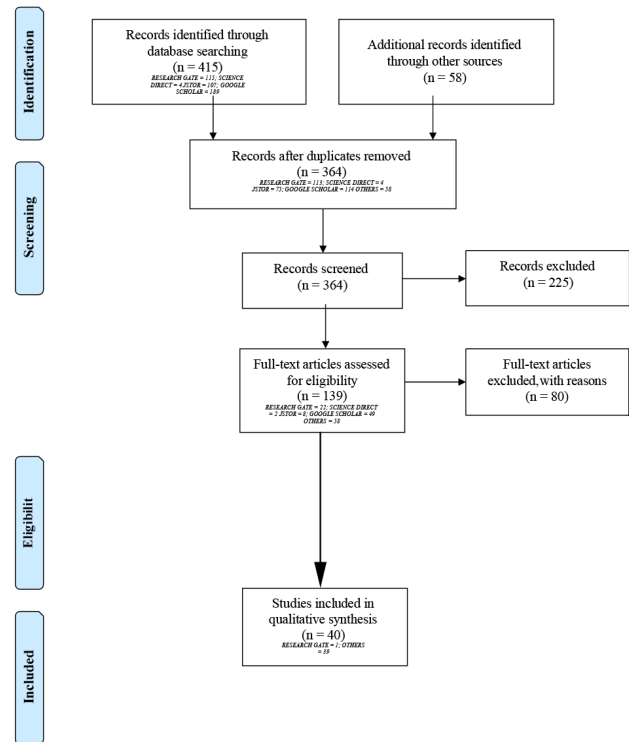 Identification
Records identified through
database searching
(n = 415)
RESEARCH GATE = 115; SCIENCE
DIRECT = 4 JSTOR = 107; GOOGLE
SCHOLAR = 189
Additional records identified
through other sources
(n = 58)
Records after duplicates removed
(n = 364)
RESEARCH GATE = 113; SCIENCE DIRECT = 4
JSTOR = 75; GOOGLE SCHOLAR = 114 OTHERS = 58
Screening
Records screened
(n = 364)
Records excluded
(n = 225)
Full-text articles assessed
for eligibility
(n = 139)
RESEARCH GATE = 22; SCIENCE DIRECT
= 2 JSTOR = 8; GOOGLE SCHOLAR = 49
OTHERS = 58
Full-text articles
excluded, with reasons
(n = 80)
Eligibilit
Studies included in
qualitative synthesis
(n = 40)
RESEARCH GATE = 1; OTHERS
= 39
Included